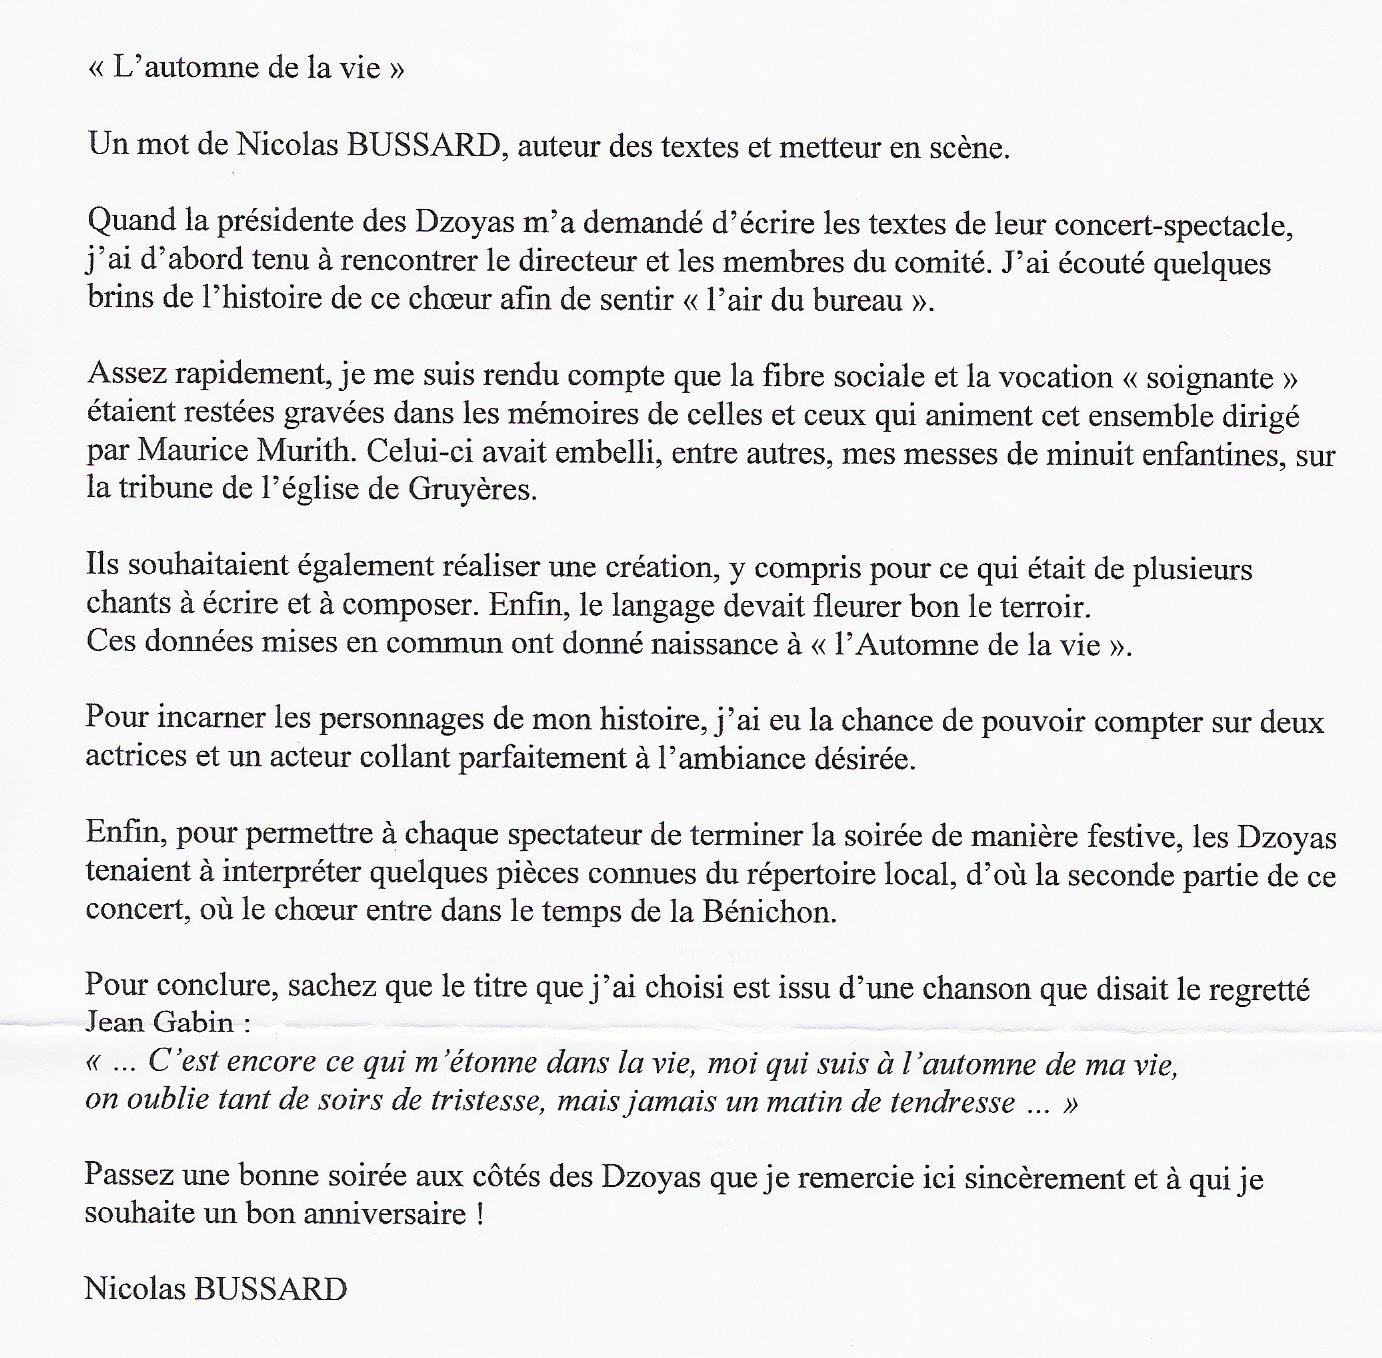 « L’automne de la vie »
Un mot de Nicolas BUSSARD, auteur des textes et metteur en scène.
Quand la présidente des Dzoyas m’a demandé d’écrire les textes de leur concert-spectacle,
j’ai d’abord tenu à rencontrer le directeur et les membres du comité. J’ai écouté quelques
brins de l’histoire de ce chœur afin de sentir « l’air du bureau ».
Assez rapidement, je me suis rendu compte que la fibre sociale et la vocation « soignante »
étaient restées gravées dans les mémoires de celles et ceux qui animent cet ensemble dirigé
par Maurice Murith. Celui-ci avait embelli, entre autres, mes messes de minuit enfantines, sur
la tribune de l’église de Gruyères.
Ils souhaitaient également réaliser une création, y compris pour ce qui était de plusieurs
chants à écrire et à composer. Enfin, le langage devait fleurer bon le terroir.
Ces données mises en commun ont donné naissance à « l’Automne de la vie ».
Pour incarner les personnages de mon histoire, j’ai eu la chance de pouvoir compter sur deux
actrices et un acteur collant parfaitement à l’ambiance désirée.
Enfin, pour permettre à chaque spectateur de terminer la soirée de manière festive, les Dzoyas
tenaient à interpréter quelques pièces connues du répertoire local, d’où la seconde partie de ce
concert, où le chœur entre dans le temps de la Bénichon.
Pour conclure, sachez que le titre que j’ai choisi est issu d’une chanson que disait le regretté
Jean Gabin :
« ... C’est encore ce qui m’étonne dans la vie, moi qui suis à l’automne de ma vie,
on oublie tant de soirs de tristesse, mais jamais un matin de tendresse ... »
Passez une bonne soirée aux côtés des Dzoyas que je remercie ici sincèrement et à qui je
souhaite un bon anniversaire !
Nicolas BUSSARD